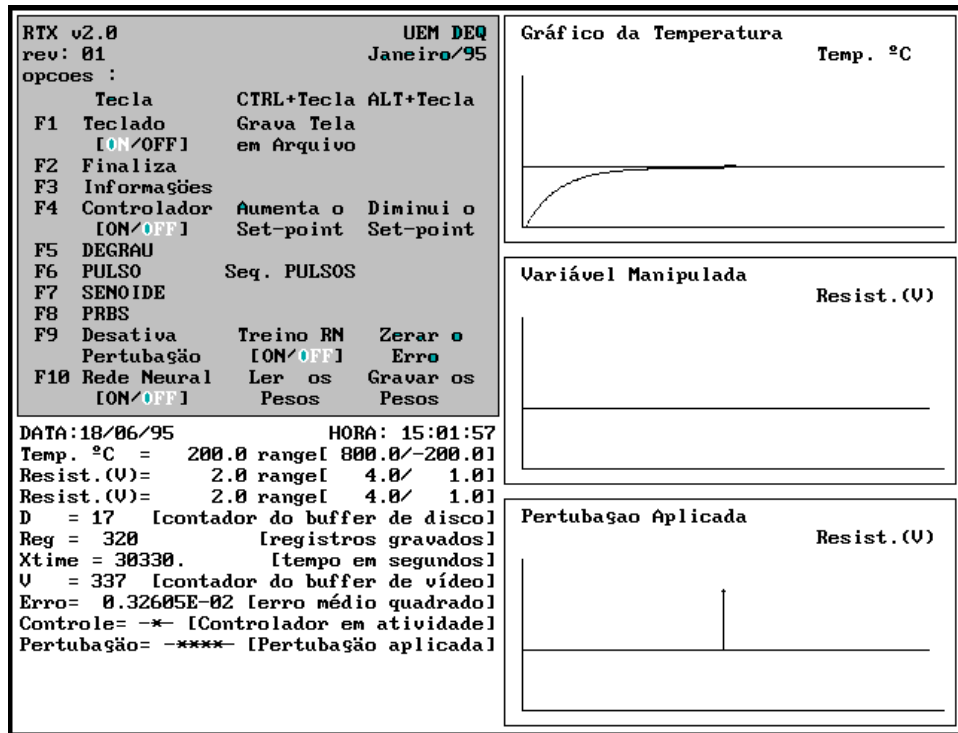 RTX v2.0 UEM DEQ
rev: 01 Janeiro/95
opcoes :
Tecla CTRL+Tecla ALT+Tecla
F1 Teclado Grava Tela
[ON/OFF] em Arquivo
F2 Finaliza
F3 Informaşöes
F4 Controlador Aumenta o Diminui o
[ON/OFF] Set-point Set-point
F5 DEGRAU
F6 PULSO Seq. PULSOS
F7 SENOIDE
F8 PRBS
F9 Desativa Treino RN Zerar o
Pertubaşäo [ON/OFF] Erro
F10 Rede Neural Ler os Gravar os
[ON/OFF] Pesos Pesos
DATA:18/06/95 HORA: 15:01:57
Temp. ºC = 200.0 range[ 800.0/-200.0]
Resist.(V)= 2.0 range[ 4.0/ 1.0]
Resist.(V)= 2.0 range[ 4.0/ 1.0]
D = 17 [contador do buffer de disco]
Reg = 320 [registros gravados]
Xtime = 30330. [tempo em segundos]
V = 337 [contador do buffer de vídeo]
Erro= 0.32605E-02 [erro médio quadrado]
Controle= -*- [Controlador em atividade]
Pertubaşäo= -****- [Pertubaşäo aplicada]
Gráfico da Temperatura
Temp. ºC
Variável Manipulada
Resist.(V)
Pertubaşao Aplicada
Resist.(V)